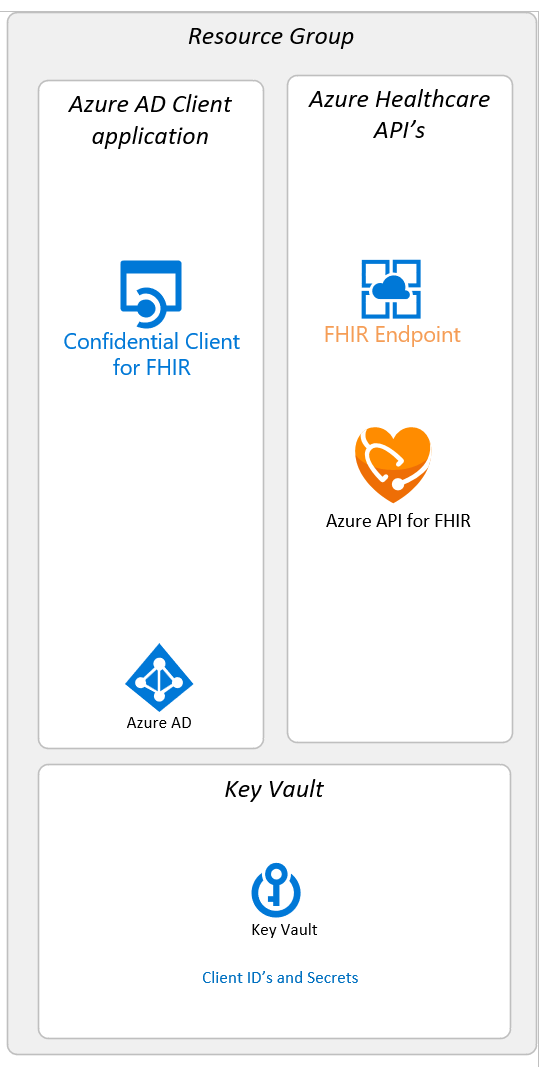 Resource Group
Azure AD Client
application
Azure Healthcare
API’s
Confidential Client
for FHIR
FHIR Endpoint
Azure API for FHIR
Azure AD
Key Vault
Key Vault
Client ID’s and Secrets